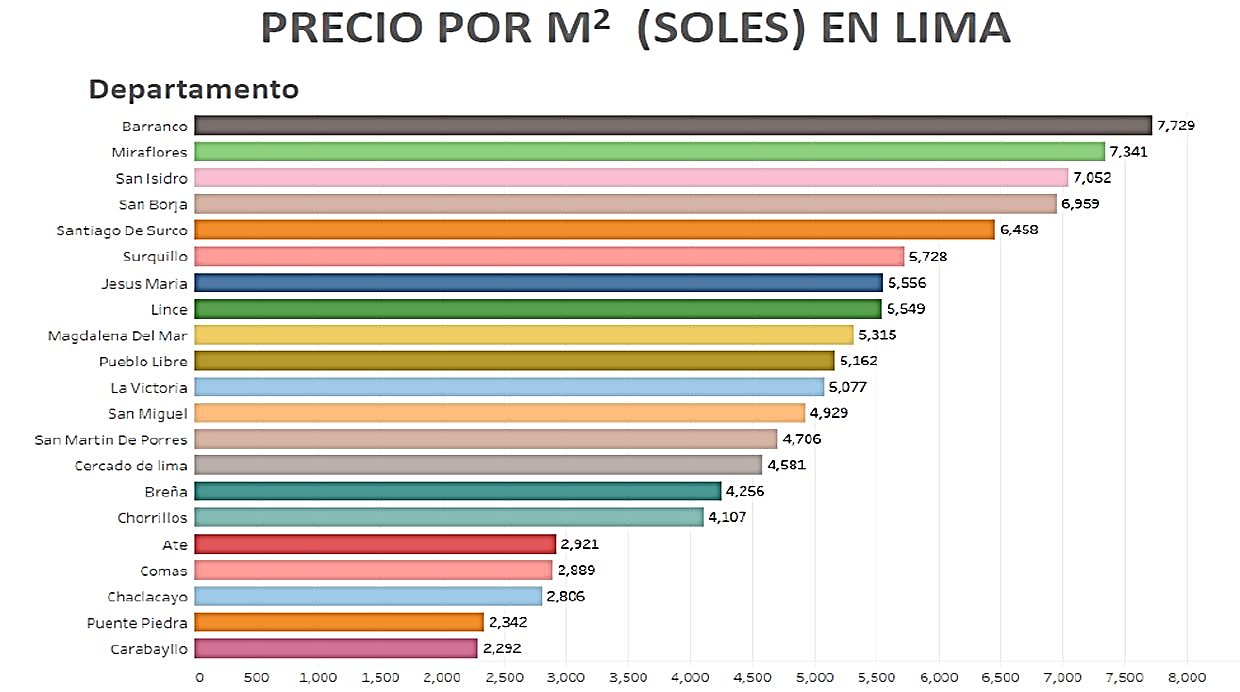 PRECIO POR M² (SOLES) EN LIMA
Departamento
Barranco 7,729
Miraflores 7,341
San Isidro 7,052
San Borja 6,959
Santiago De Surco 6,458
Surquillo 5,728
Jesus Maria 5,556
Lince 5,549
Magdalena Del Mar 5,315
Pueblo Libre 5,162
La Victoria 5,077
San Miguel 4,929
San Martin De Porres 4,706
Cercado de lima 4,581
Breña 4,256
Chorrillos 4,107
Ate 2,921
Comas 2,889
Chaclacayo 2,806
Puente Piedra 2,342
Carabayllo 2,292
0 500 1,000 1,500 2,000 2,500 3,000 3,500 4,000 4,500 5,000 5,500 6,000 6,500 7,000 7,500 8,000